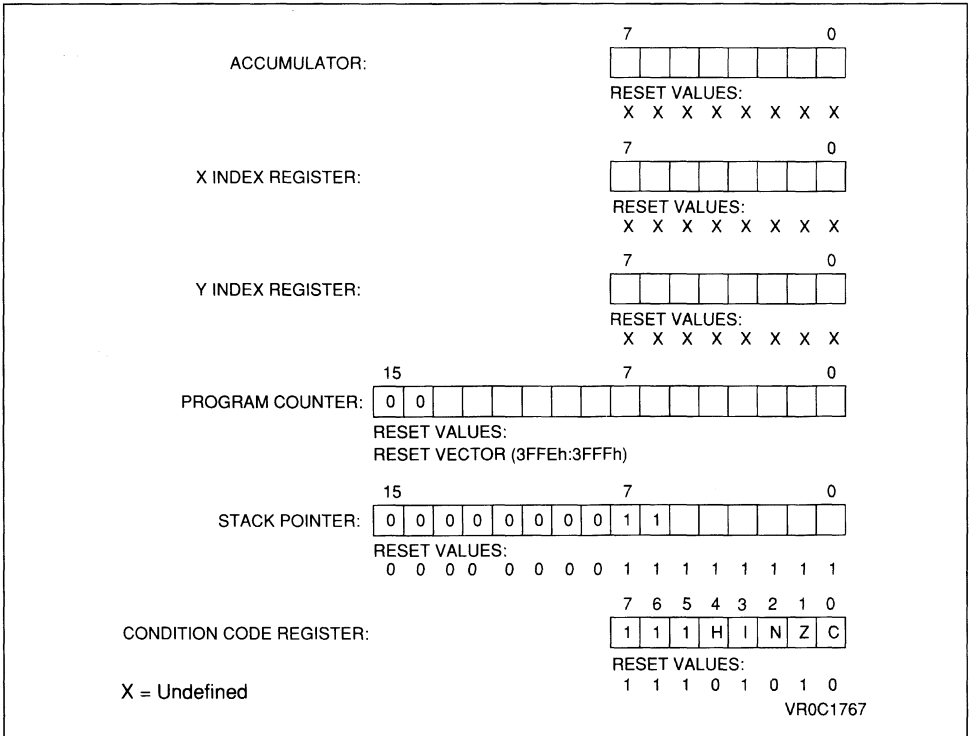 7 0
ACCUMULATOR:
RESET VALUES:
X X X X X X X X
7 0
X INDEX REGISTER:
RESET VALUES:
X X X X X X X X
7 0
Y INDEX REGISTER:
RESET VALUES:
X X X X X X X X
15 7 0
PROGRAM COUNTER: 0 0
RESET VALUES:
RESET VECTOR (3FFEh:3FFFh)
15 7 0
STACK POINTER: 0 0 0 0 0 0 0 0 1 1
RESET VALUES:
0 0 0 0 0 0 0 0 1 1 1 1 1 1 1 1
7 6 5 4 3 2 1 0
CONDITION CODE REGISTER: 1 1 1 H I N Z C
RESET VALUES:
1 1 1 0 1 0 1 0
X = Undefined
VR0C1767